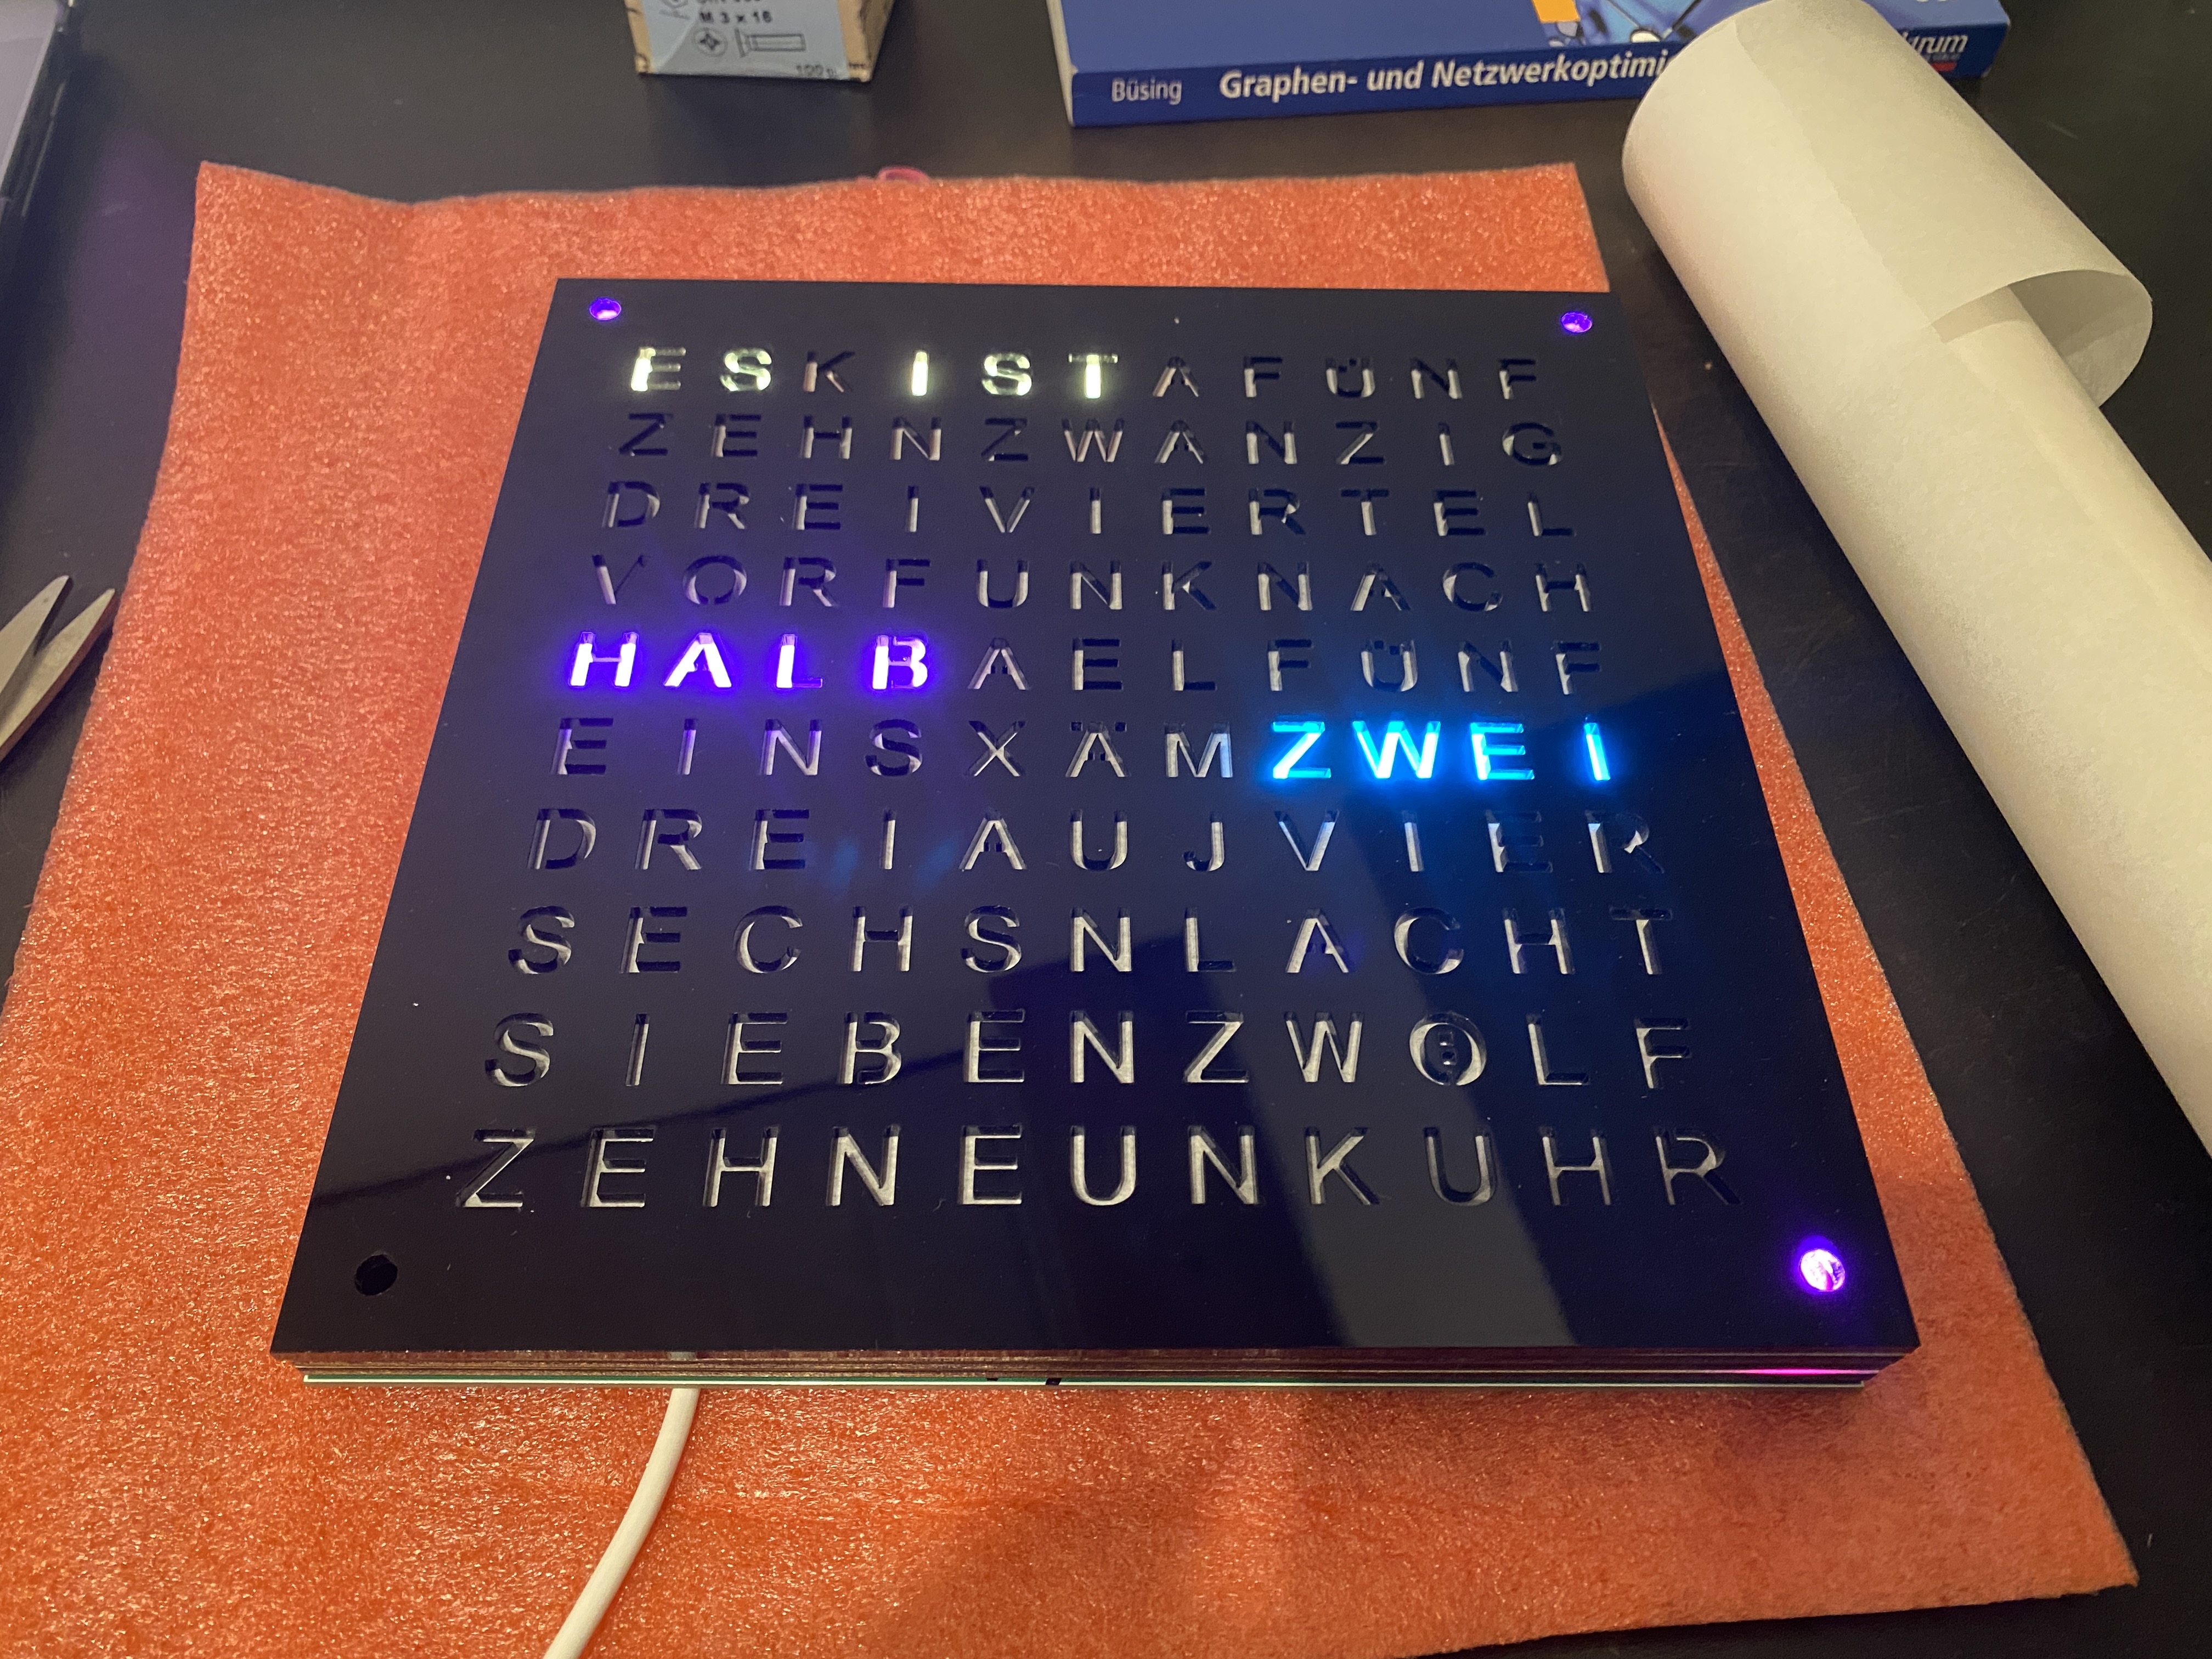 M 3 x 16
Büsing Graphen- und Netzwerkoptimi
ESKISTAFÜNF
ZEHNZWANZIG
DREIVIERTEL
VORFUNKNACH
HALBAELFÜNF
EINSXÄMZWEI
DREIAUJVIER
SECHSNLACHT
SIEBENZWÖLF
ZEHNEUNKUHR